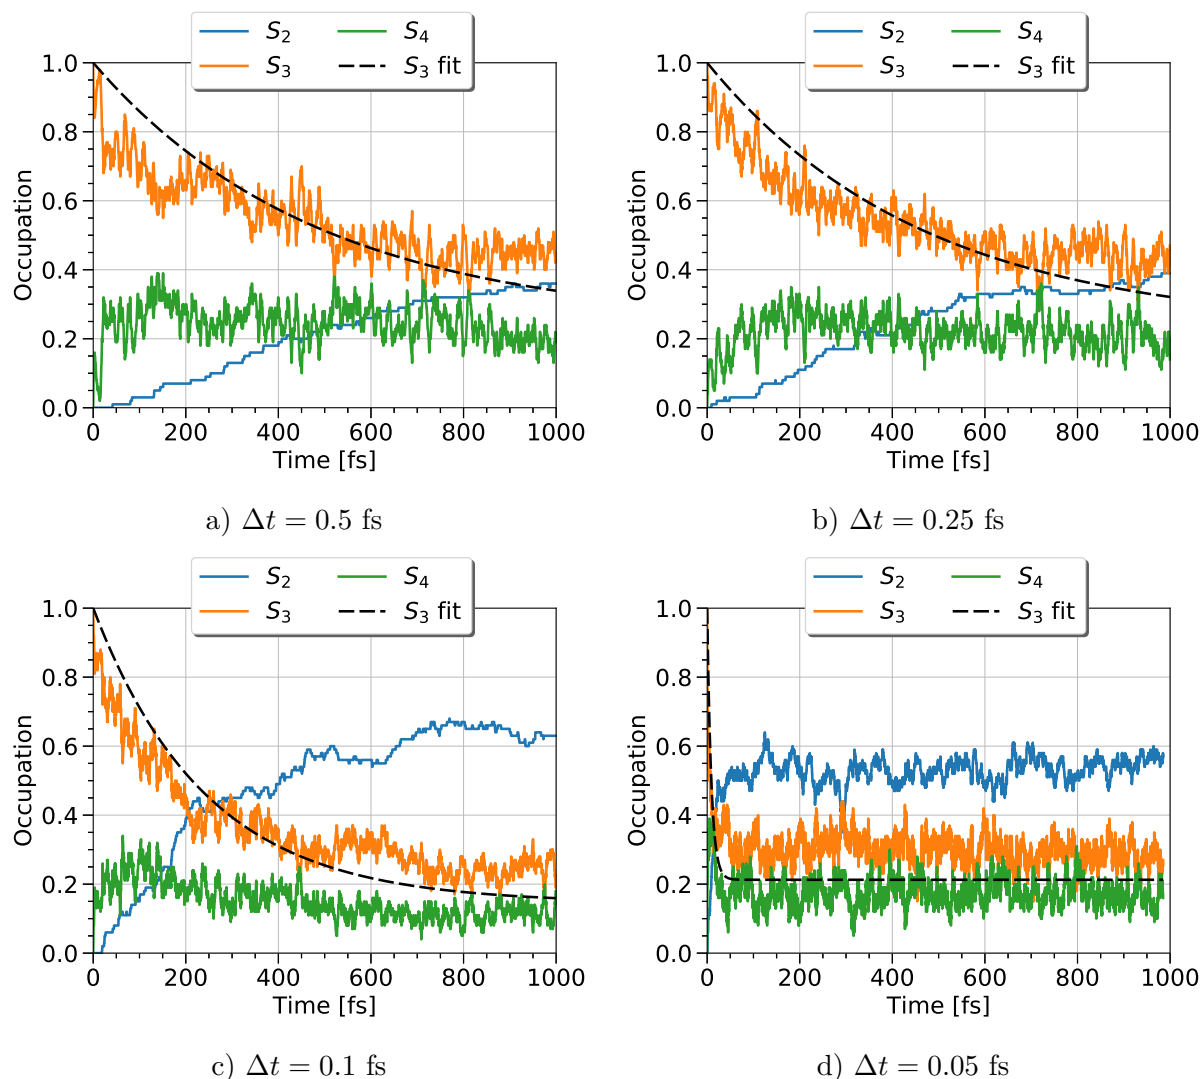 S₂ S₄
S₃ S₃ fit
1.0
0.8
0.6
0.4
0.2
0.0
Occupation
0 200 400 600 800 1000
Time [fs]
a) Δt = 0.5 fs
S₂ S₄
S₃ S₃ fit
1.0
0.8
0.6
0.4
0.2
0.0
Occupation
0 200 400 600 800 1000
Time [fs]
b) Δt = 0.25 fs
S₂ S₄
S₃ S₃ fit
1.0
0.8
0.6
0.4
0.2
0.0
Occupation
0 200 400 600 800 1000
Time [fs]
c) Δt = 0.1 fs
S₂ S₄
S₃ S₃ fit
1.0
0.8
0.6
0.4
0.2
0.0
Occupation
0 200 400 600 800 1000
Time [fs]
d) Δt = 0.05 fs